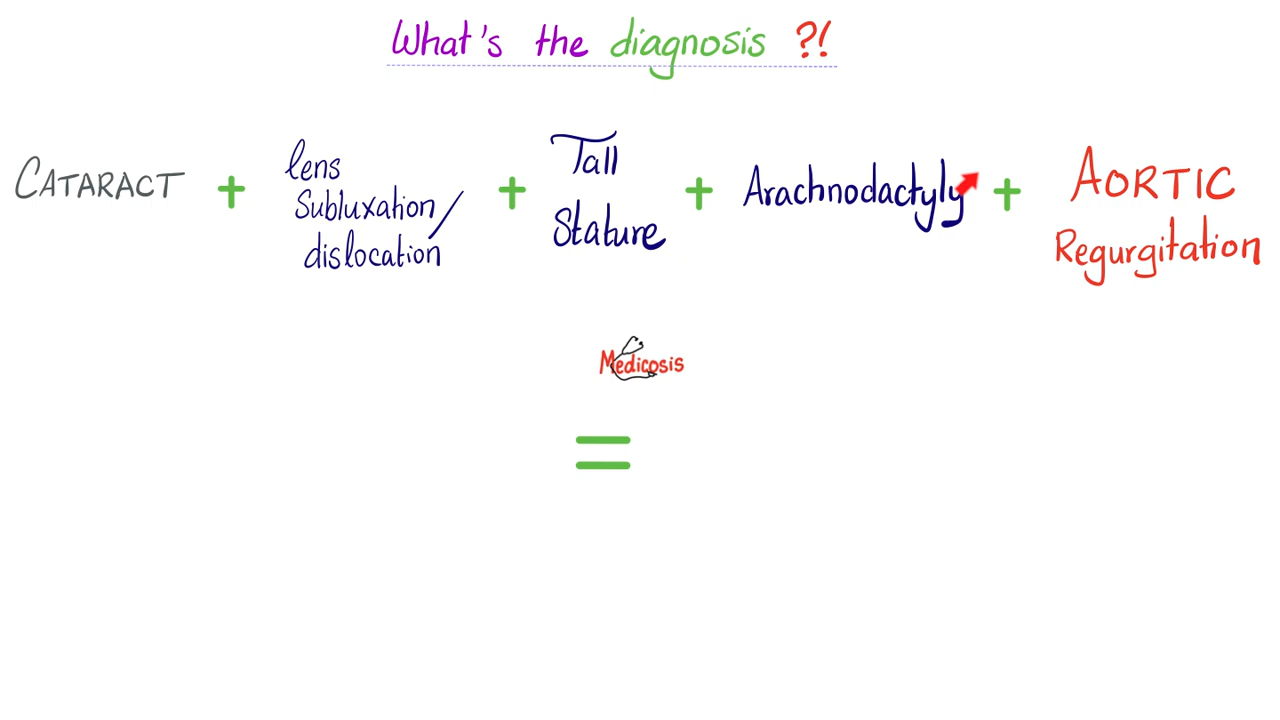 What's the diagnosis ?!
CATARACT + lens Subluxation/ dislocation + Tall Stature + Arachnodactyly + AORTIC Regurgitation
Medicosis
=